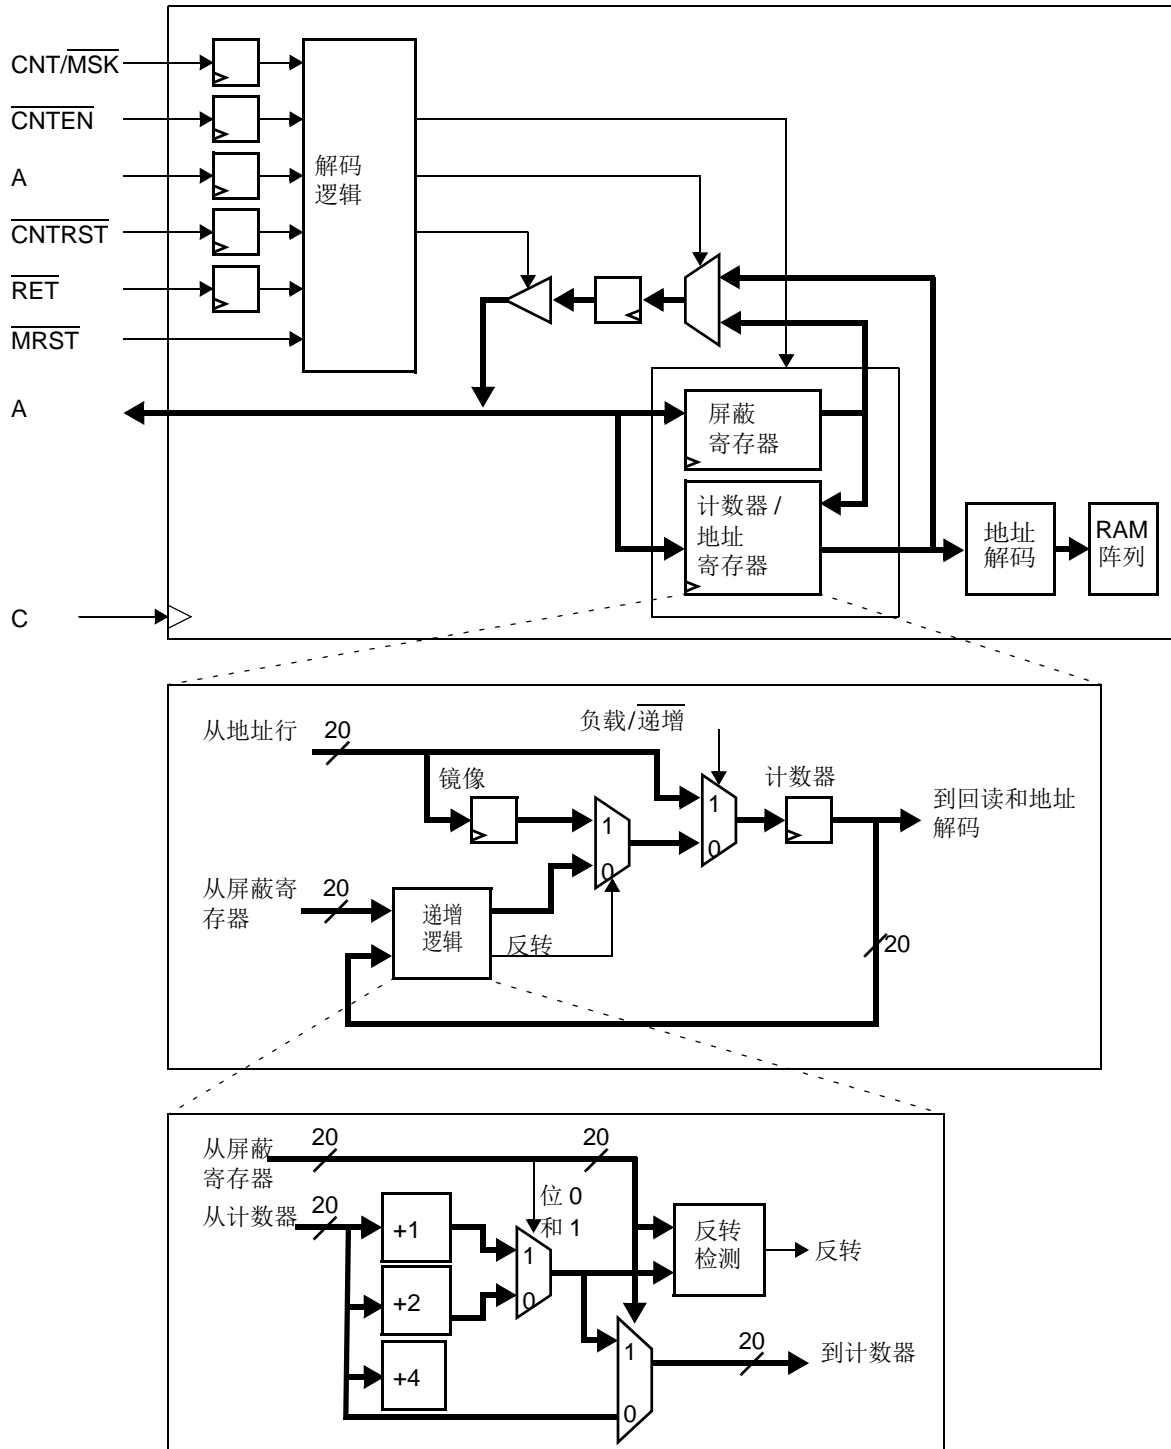 CNT/MSK
CNTEN
A
CNTRST
RET
MRST
A
C
解码
逻辑
屏蔽
寄存器
计数器 /
地址
寄存器
地址
解码
RAM
阵列
从地址行
20
负载/递增
镜像
1
0
1
0
计数器
到回读和地址
解码
从屏蔽寄
存器
20
递增
逻辑
反转
20
从屏蔽
寄存器
20
20
从计数器
20
位 0
和 1
+1
+2
+4
1
0
反转
检测
反转
1
0
20
到计数器